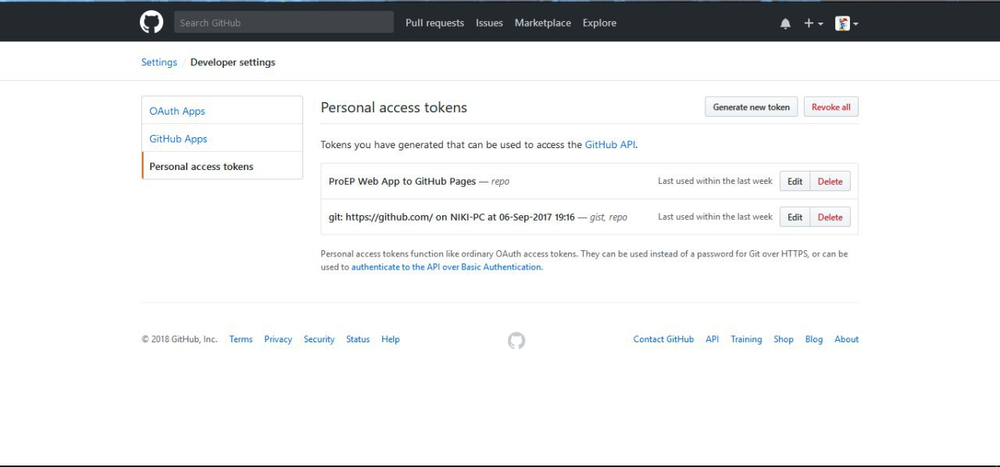 Search GitHub Pull requests Issues Marketplace Explore
Settings / Developer settings
OAuth Apps
GitHub Apps
Personal access tokens
Personal access tokens
Generate new token Revoke all
Tokens you have generated that can be used to access the GitHub API.
ProEP Web App to GitHub Pages — repo Last used within the last week Edit Delete
git: https://github.com/ on NIKI-PC at 06-Sep-2017 19:16 — gist, repo Last used within the last week Edit Delete
Personal access tokens function like ordinary OAuth access tokens. They can be used instead of a password for Git over HTTPS, or can be
used to authenticate to the API over Basic Authentication.
© 2018 GitHub, Inc. Terms Privacy Security Status Help Contact GitHub API Training Shop Blog About